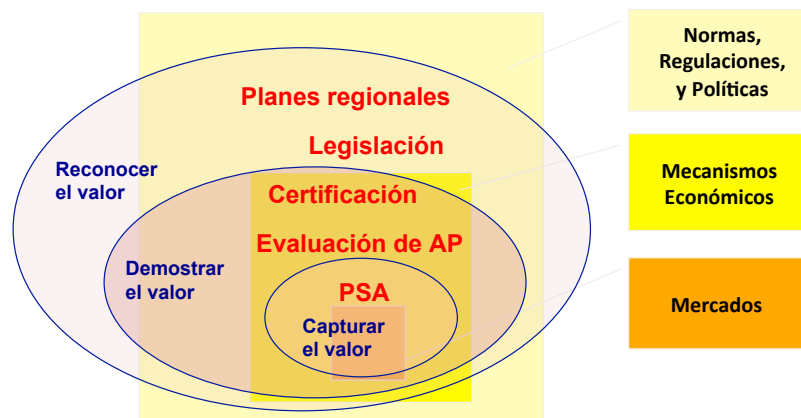 Normas,
Regulaciones,
y Políticas
Planes regionales
Legislación
Reconocer
el valor
Certificación
Mecanismos
Económicos
Evaluación de AP
Demostrar
el valor
PSA
Mercados
Capturar
el valor